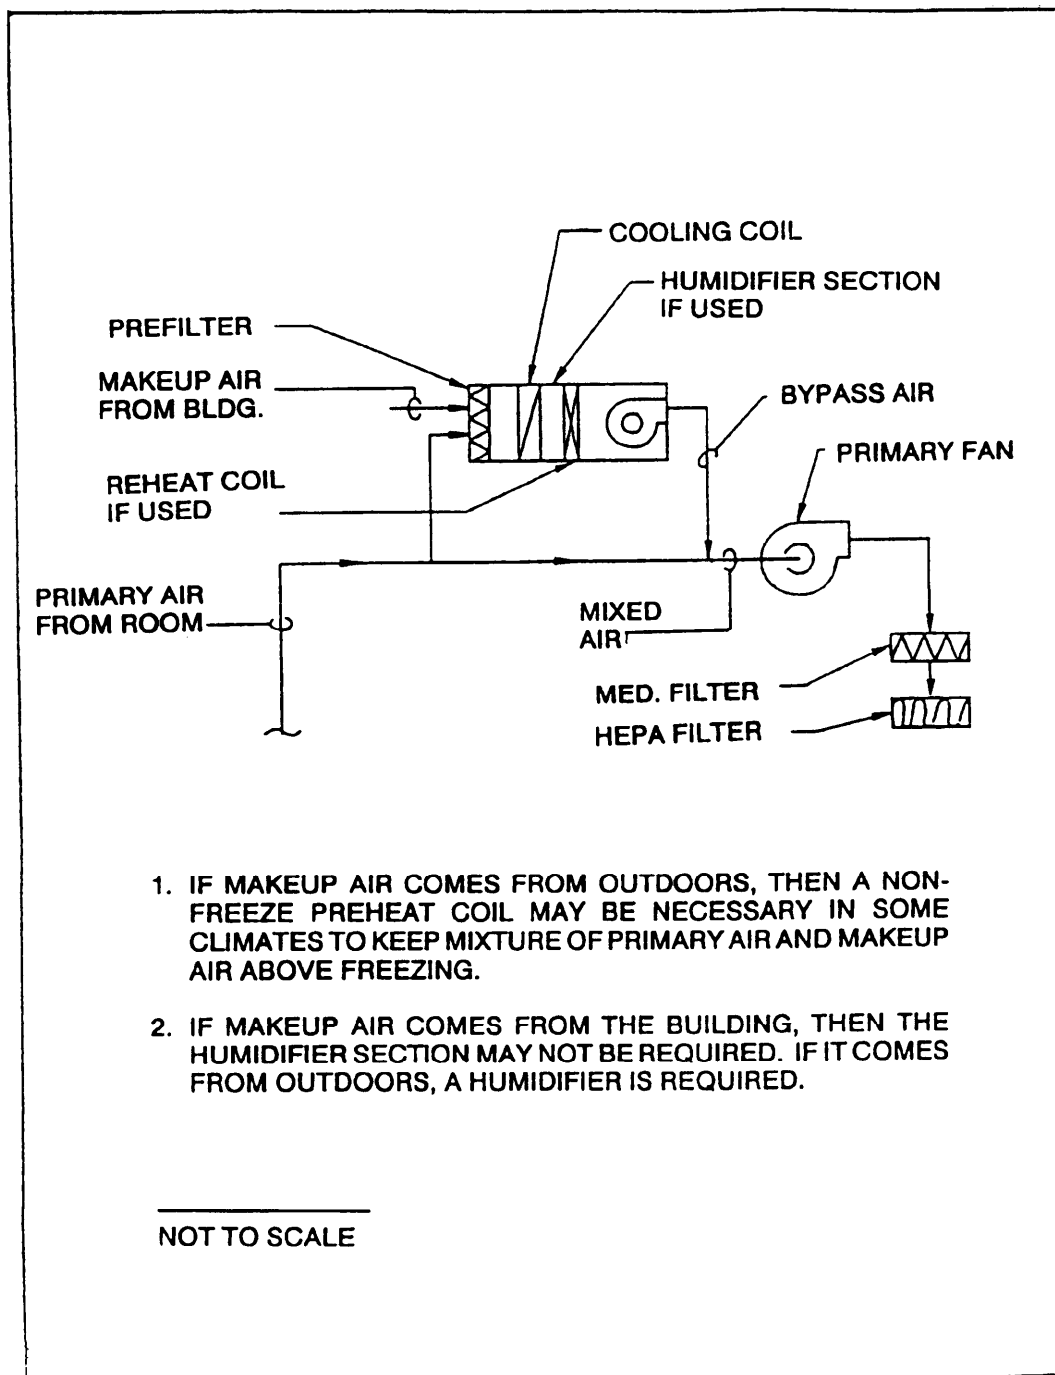 COOLING COIL
HUMIDIFIER SECTION
IF USED
PREFILTER
MAKEUP AIR
FROM BLDG.
BYPASS AIR
PRIMARY FAN
REHEAT COIL
IF USED
PRIMARY AIR
FROM ROOM
MIXED
AIR
MED. FILTER
HEPA FILTER
1. IF MAKEUP AIR COMES FROM OUTDOORS, THEN A NON-
FREEZE PREHEAT COIL MAY BE NECESSARY IN SOME
CLIMATES TO KEEP MIXTURE OF PRIMARY AIR AND MAKEUP
AIR ABOVE FREEZING.
2. IF MAKEUP AIR COMES FROM THE BUILDING, THEN THE
HUMIDIFIER SECTION MAY NOT BE REQUIRED. IF IT COMES
FROM OUTDOORS, A HUMIDIFIER IS REQUIRED.
NOT TO SCALE